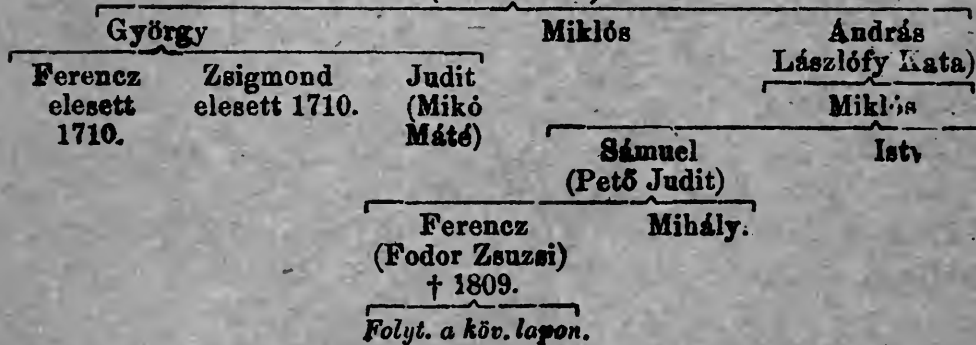 György Miklós András
Lászlófy Kata)
Ferencz Zsigmond Judit
elesett elesett 1710. (Mikó
1710. Máté)
Miklós
Sámuel
(Pető Judit)
Ferencz Mihály.
(Fodor Zsuzsi)
† 1809.
Folyt. a köv. lapon.